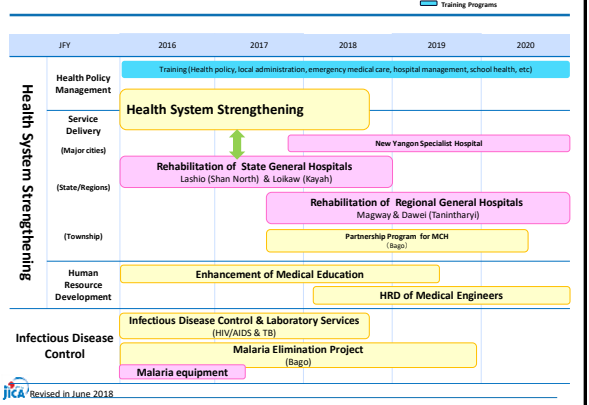 Training Programs
JFY 2016 2017 2018 2019 2020
Health System Strengthening
Health Policy
Management
Training (Health policy, local administration, emergency medical care, hospital management, school health, etc)
Health System Strengthening
Service
Delivery
(Major cities)
New Yangon Specialist Hospital
Rehabilitation of State General Hospitals
Lashio (Shan North) & Loikaw (Kayah)
(State/Regions)
Rehabilitation of Regional General Hospitals
Magway & Dawei (Tanintharyi)
(Township)
Partnership Program for MCH
(Bago)
Human
Resource
Development
Enhancement of Medical Education
HRD of Medical Engineers
Infectious Disease
Control
Infectious Disease Control & Laboratory Services
(HIV/AIDS & TB)
Malaria Elimination Project
(Bago)
Malaria equipment
JICA Revised in June 2018